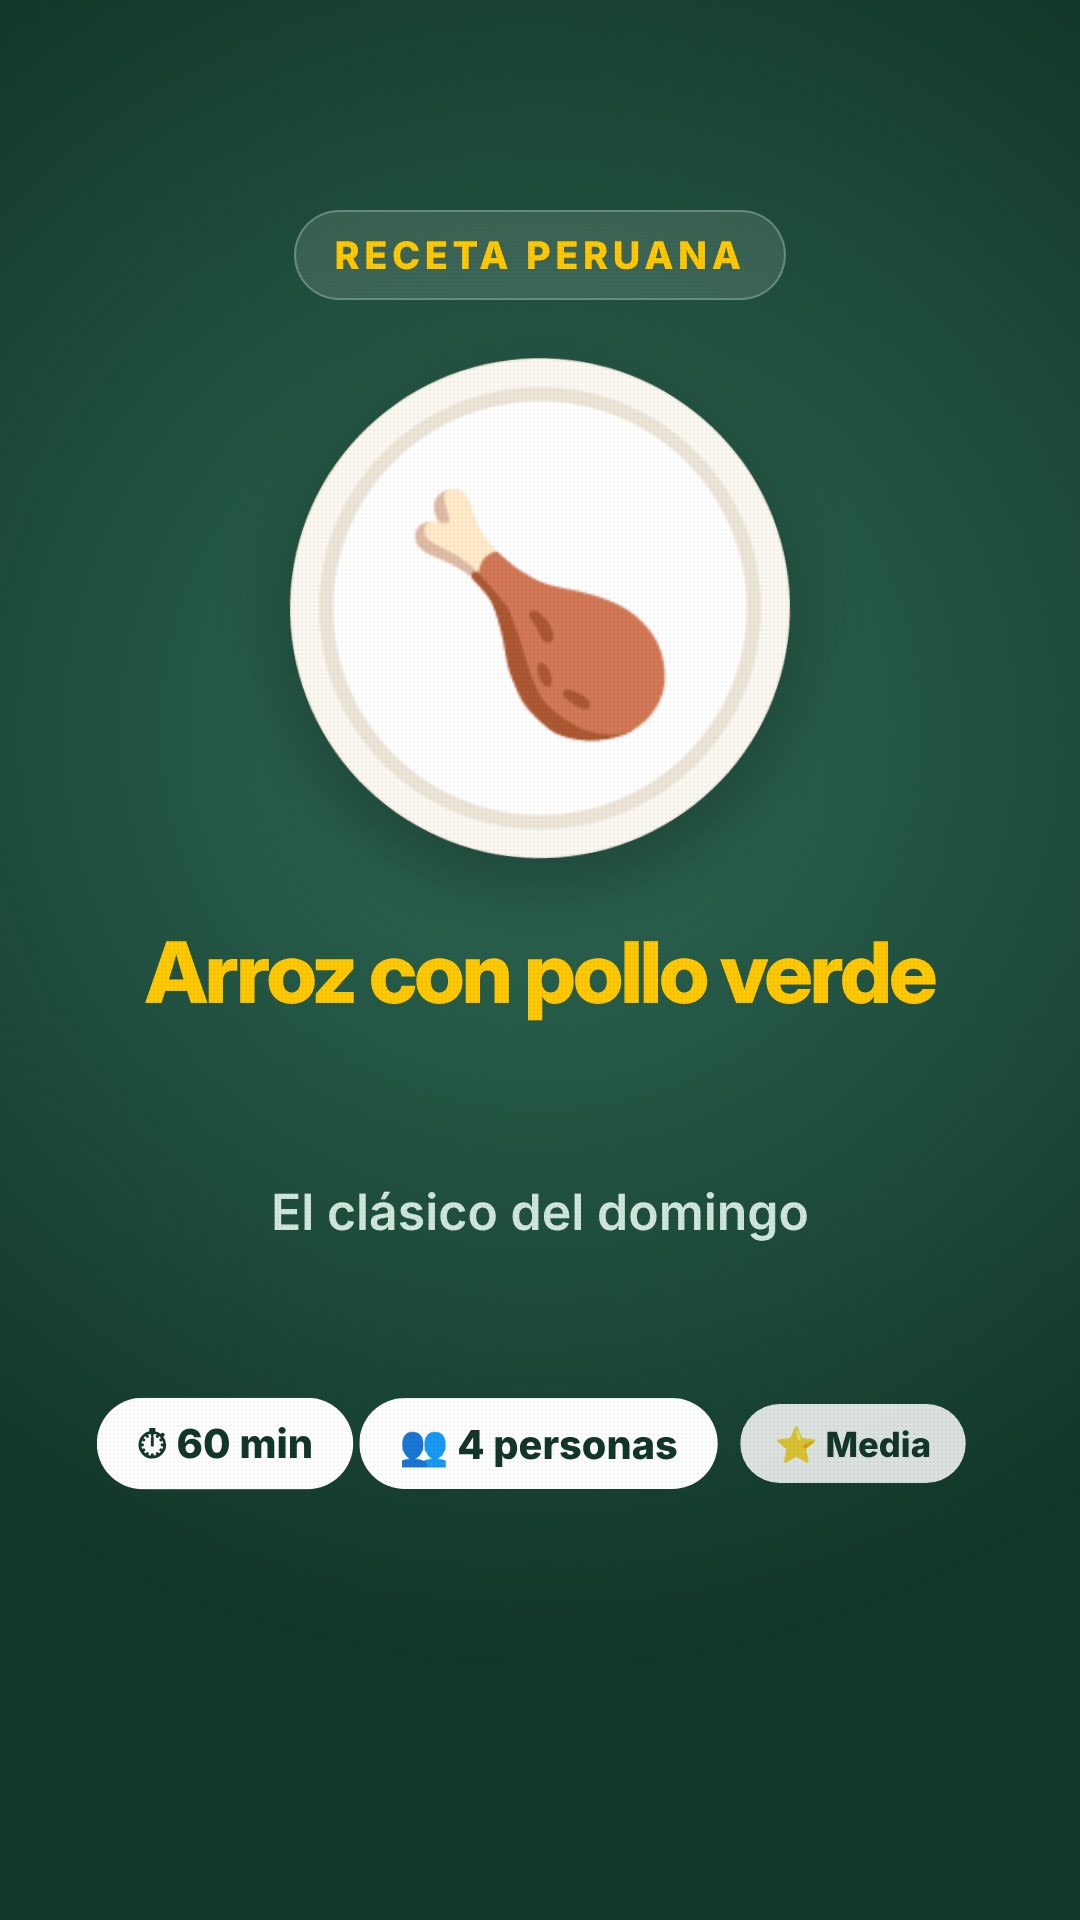 RECETA PERUANA
Arroz con pollo verde
El clásico del domingo
⏱ 60 min 👥 4 personas ⭐ Media